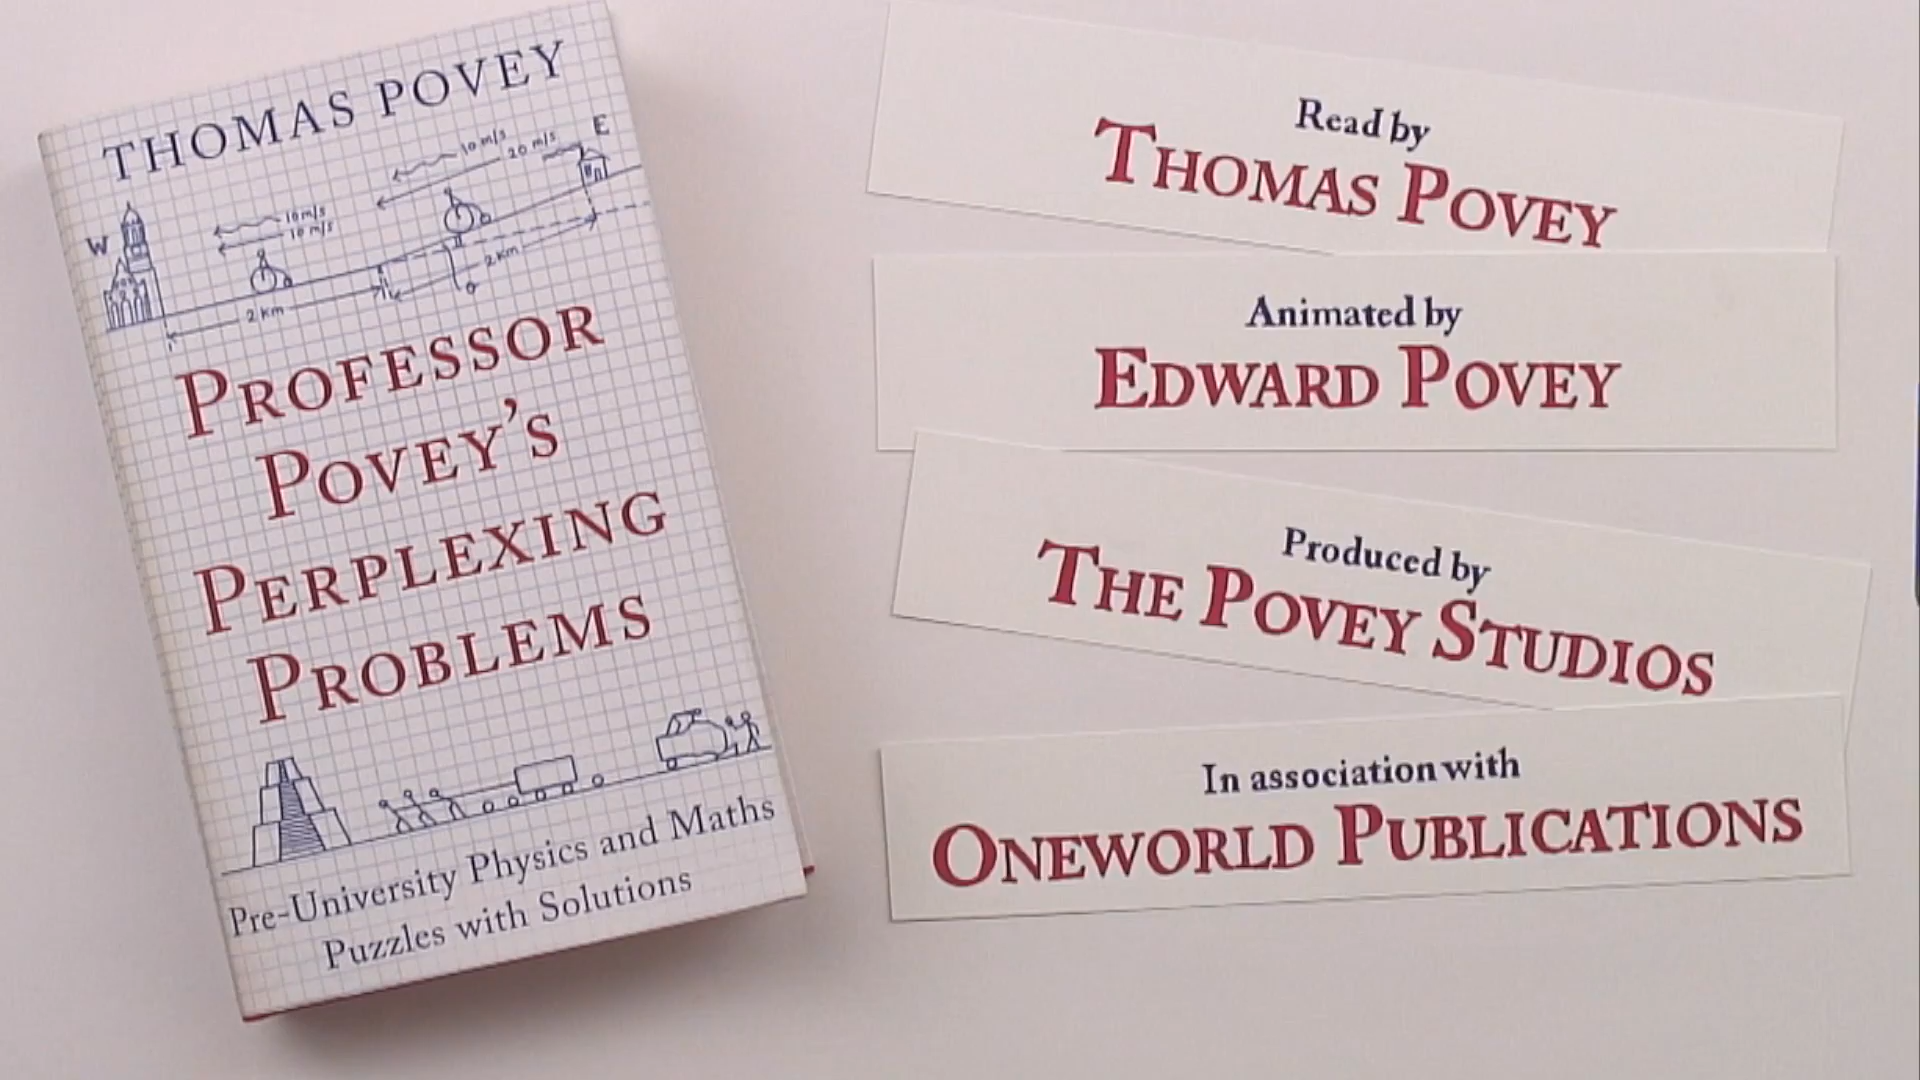 THOMAS POVEY
E
10 m/s
20 m/s
W
10 m/s
10 m/s
2 km
2 km
PROFESSOR
POVEY'S
PERPLEXING
PROBLEMS
Pre-University Physics and Maths
Puzzles with Solutions
Read by
THOMAS POVEY
Animated by
EDWARD POVEY
Produced by
THE POVEY STUDIOS
In association with
ONEWORLD PUBLICATIONS